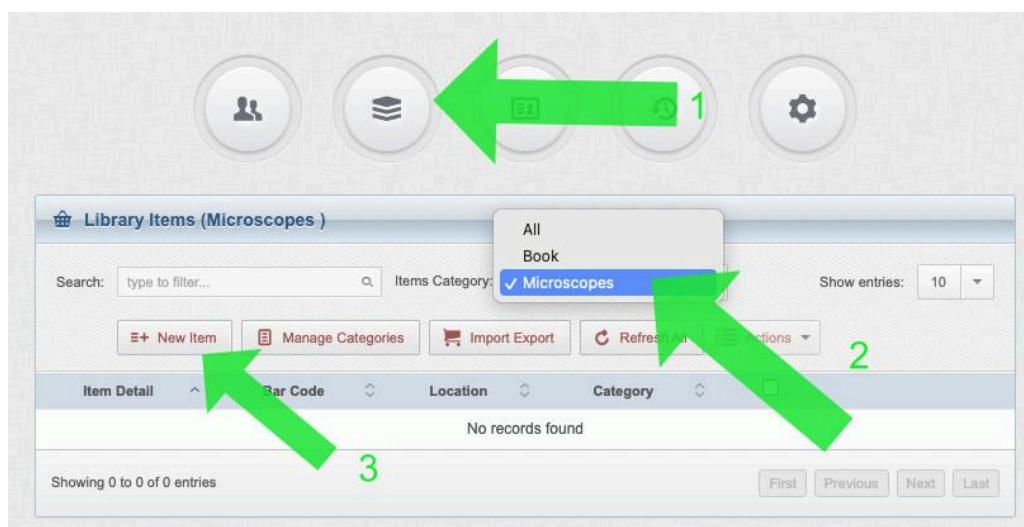 1
Library Items (Microscopes )
All
Book
✓ Microscopes
Search: type to filter... Items Category: Show entries: 10
New Item Manage Categories Import Export Refresh All Actions
2
Item Detail Bar Code Location Category
No records found
3
Showing 0 to 0 of 0 entries First Previous Next Last